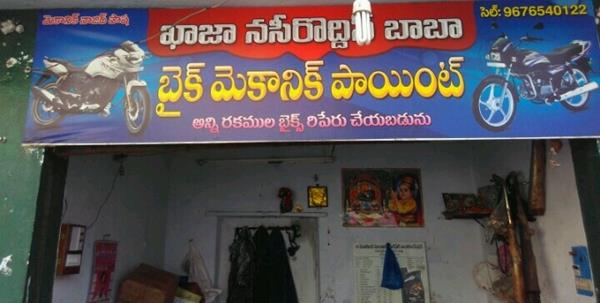 మెకానిక్ వాజిద్ పాషా
సెల్: 9676540122
ఖాజా నసీరొద్దీన్ బాబా
బైక్ మెకానిక్ పాయింట్
అన్ని రకముల బైక్స్ రిపేరు చేయబడును